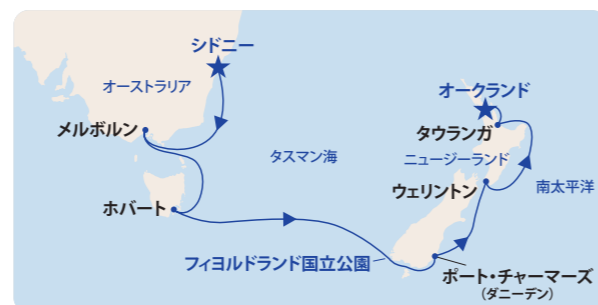 シドニー
オーストラリア
オークランド
メルボルン
タウランガ
タスマン海
ニュージーランド
ウェリントン
南太平洋
ホバート
フィヨルドランド国立公園
ポート・チャーマーズ
(ダニーデン)